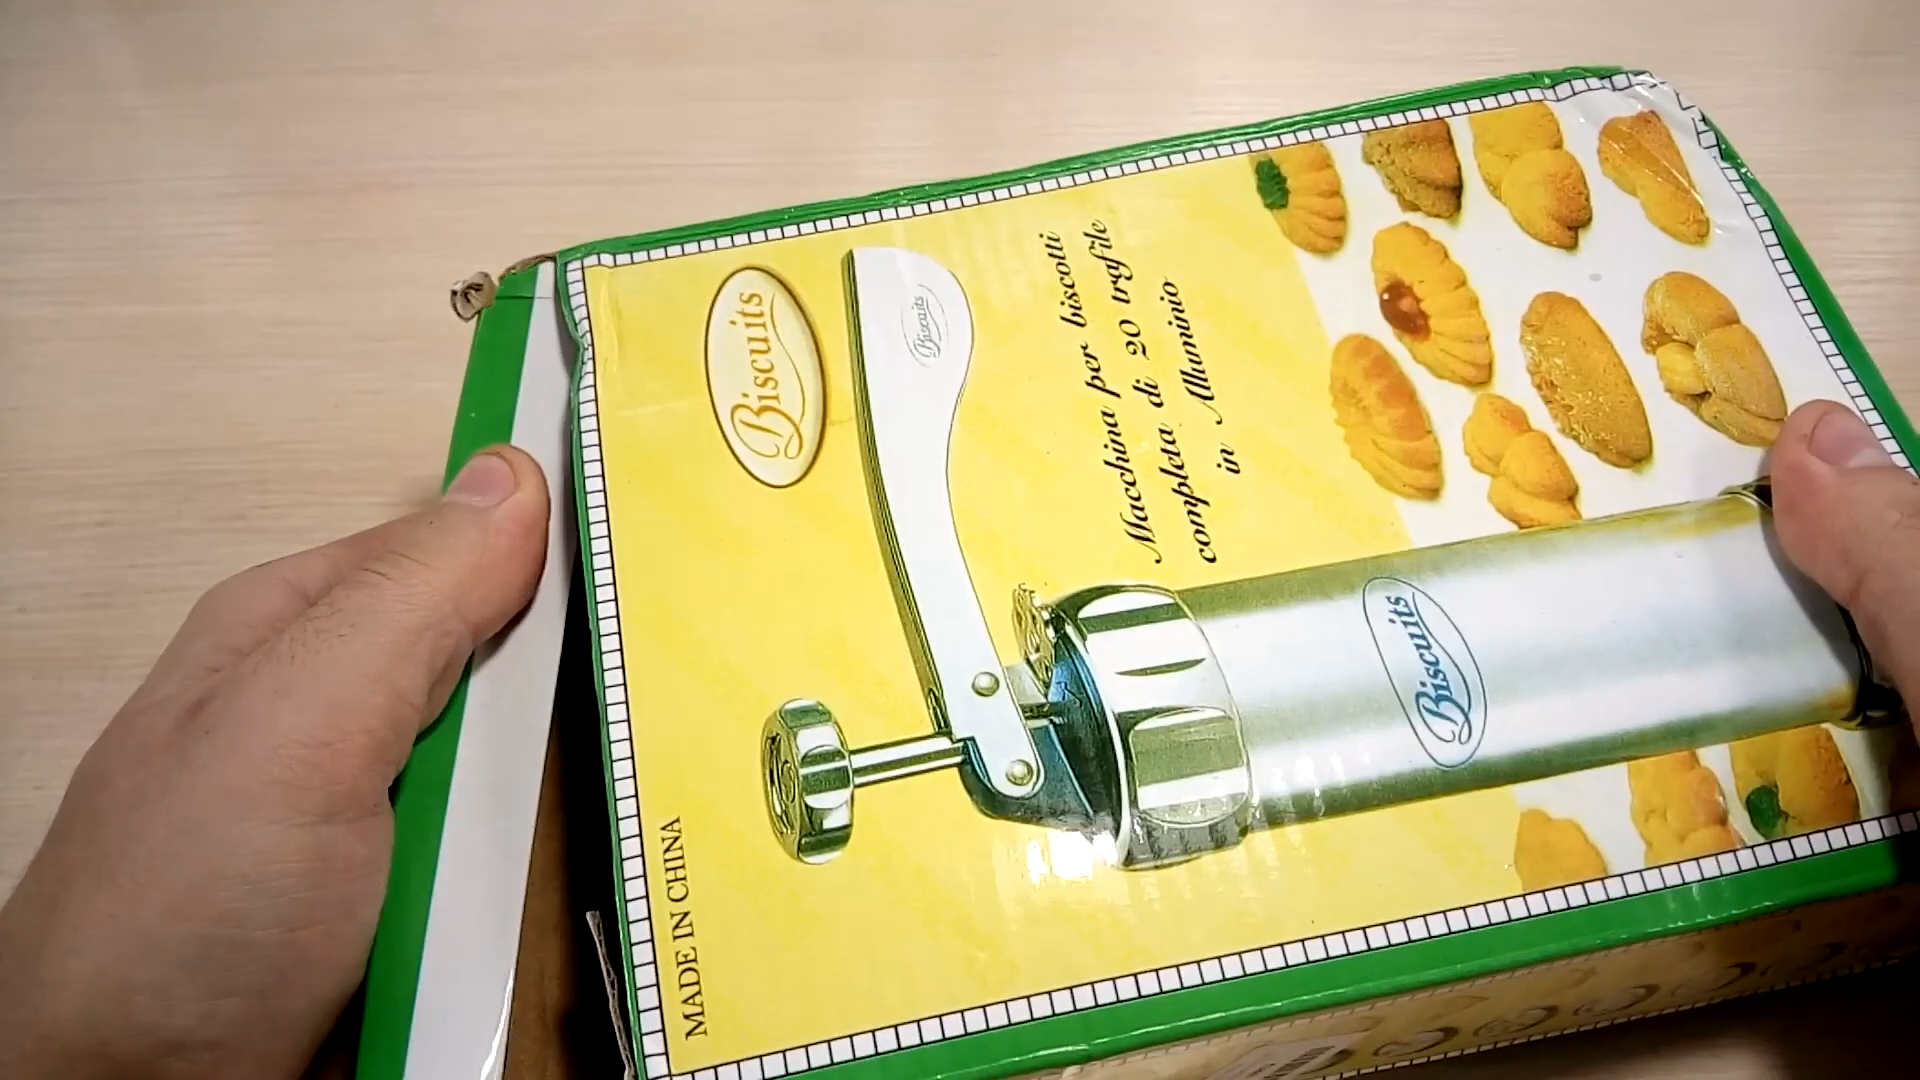 Biscuits
Biscuits
Macchina per biscotti
completa di 20 trafile
in Alluminio
Biscuits
MADE IN CHINA